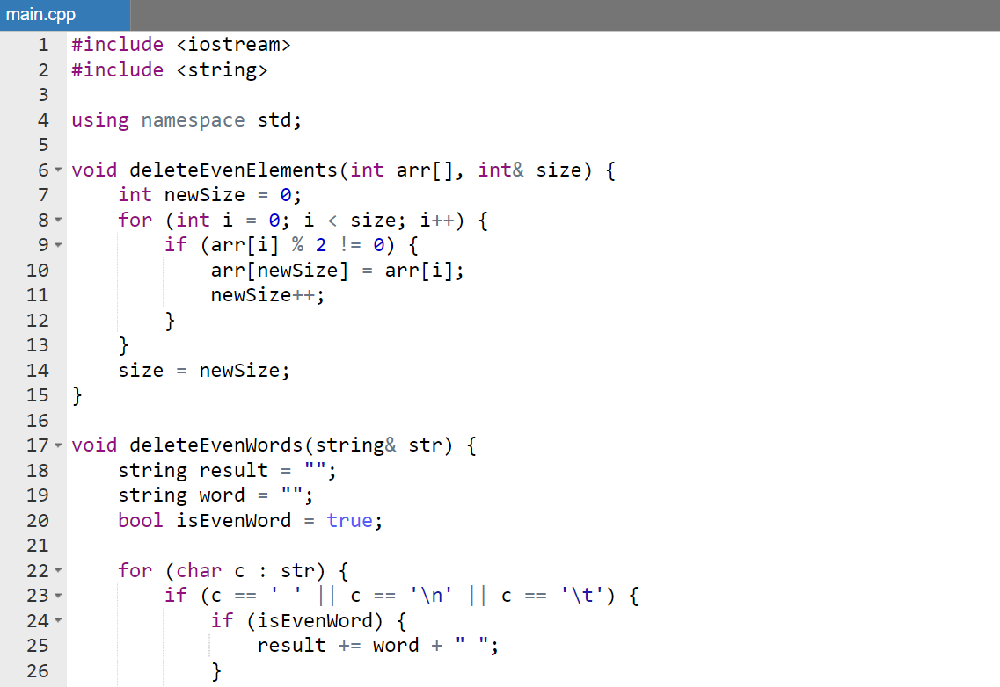 main.cpp
1 #include <iostream>
2 #include <string>
3
4 using namespace std;
5
6 void deleteEvenElements(int arr[], int& size) {
7     int newSize = 0;
8     for (int i = 0; i < size; i++) {
9         if (arr[i] % 2 != 0) {
10             arr[newSize] = arr[i];
11             newSize++;
12         }
13     }
14     size = newSize;
15 }
16
17 void deleteEvenWords(string& str) {
18     string result = "";
19     string word = "";
20     bool isEvenWord = true;
21
22     for (char c : str) {
23         if (c == ' ' || c == '\n' || c == '\t') {
24             if (isEvenWord) {
25                 result += word + " ";
26             }